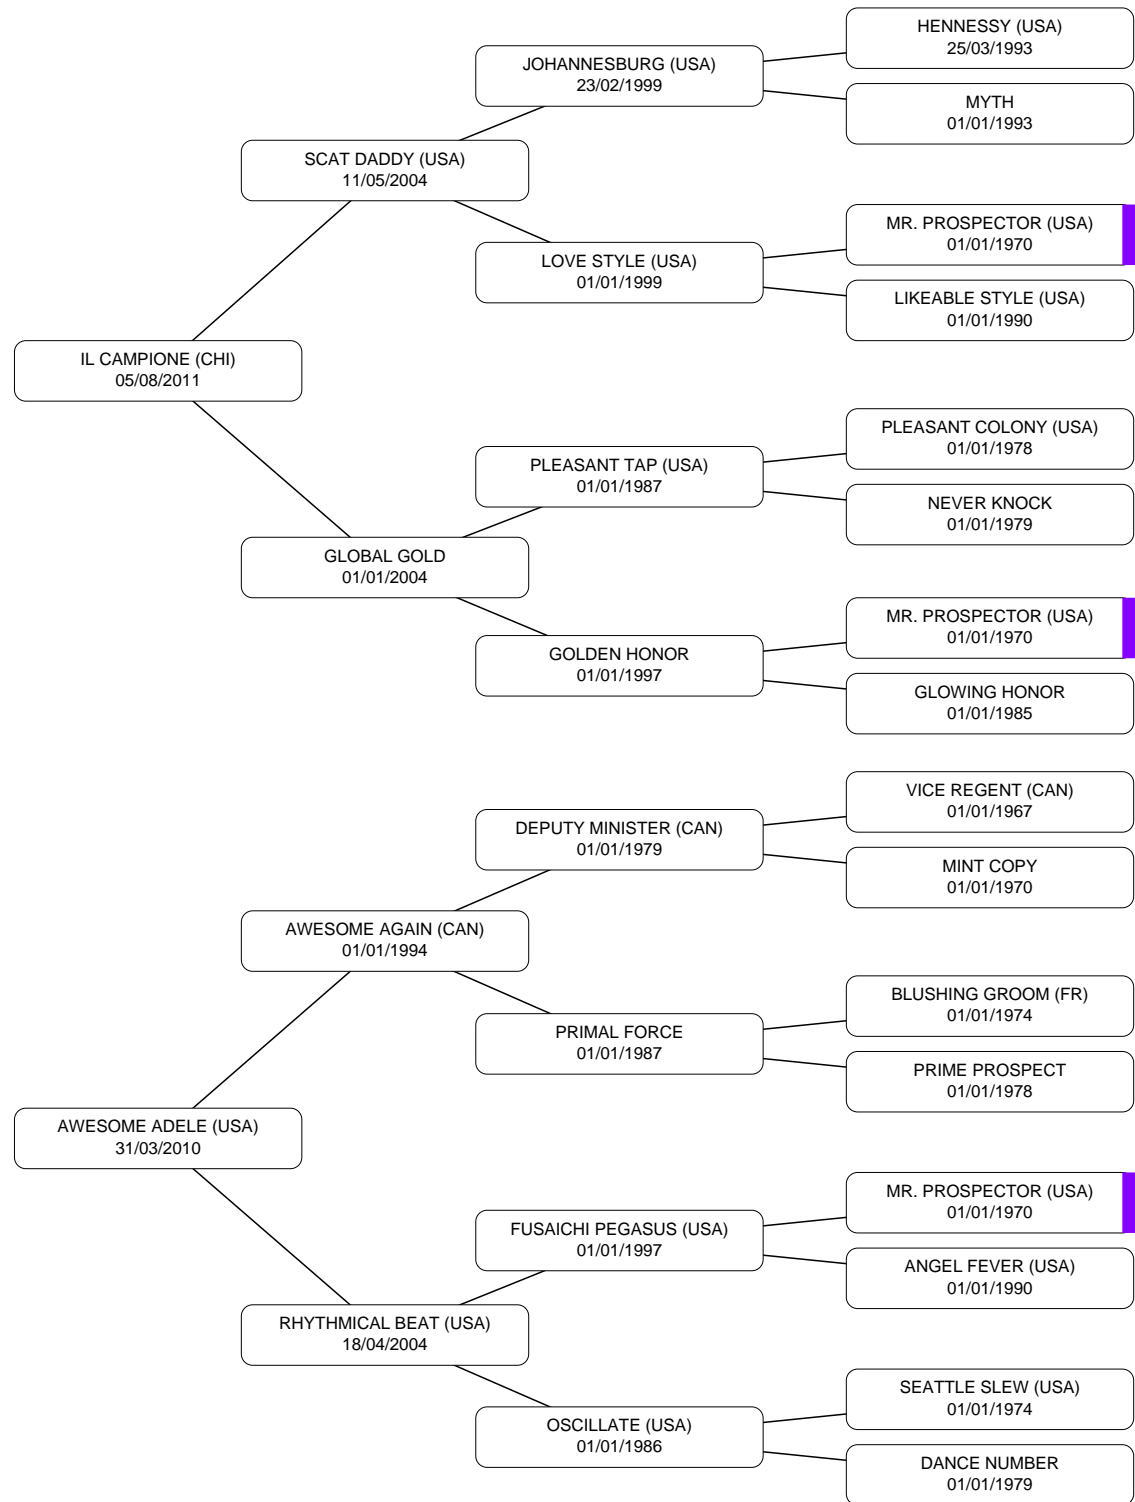 HENNESSY (USA)
25/03/1993
JOHANNESBURG (USA)
23/02/1999
MYTH
01/01/1993
SCAT DADDY (USA)
11/05/2004
MR. PROSPECTOR (USA)
01/01/1970
LOVE STYLE (USA)
01/01/1999
LIKEABLE STYLE (USA)
01/01/1990
IL CAMPIONE (CHI)
05/08/2011
PLEASANT COLONY (USA)
01/01/1978
PLEASANT TAP (USA)
01/01/1987
NEVER KNOCK
01/01/1979
GLOBAL GOLD
01/01/2004
MR. PROSPECTOR (USA)
01/01/1970
GOLDEN HONOR
01/01/1997
GLOWING HONOR
01/01/1985
VICE REGENT (CAN)
01/01/1967
DEPUTY MINISTER (CAN)
01/01/1979
MINT COPY
01/01/1970
AWESOME AGAIN (CAN)
01/01/1994
BLUSHING GROOM (FR)
01/01/1974
PRIMAL FORCE
01/01/1987
PRIME PROSPECT
01/01/1978
AWESOME ADELE (USA)
31/03/2010
MR. PROSPECTOR (USA)
01/01/1970
FUSAICHI PEGASUS (USA)
01/01/1997
ANGEL FEVER (USA)
01/01/1990
RHYTHMICAL BEAT (USA)
18/04/2004
SEATTLE SLEW (USA)
01/01/1974
OSCILLATE (USA)
01/01/1986
DANCE NUMBER
01/01/1979